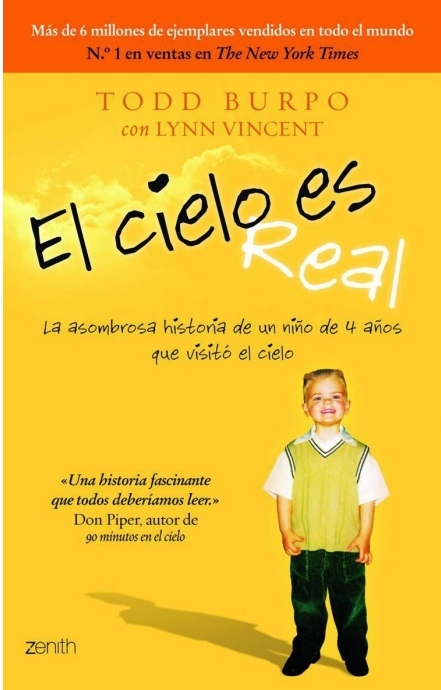 Más de 6 millones de ejemplares vendidos en todo el mundo
N.º 1 en ventas en The New York Times
TODD BURPO
con LYNN VINCENT
El cielo es
Real
La asombrosa historia de un niño de 4 años
que visitó el cielo
«Una historia fascinante
que todos deberíamos leer.»
Don Piper, autor de
90 minutos en el cielo
zenith